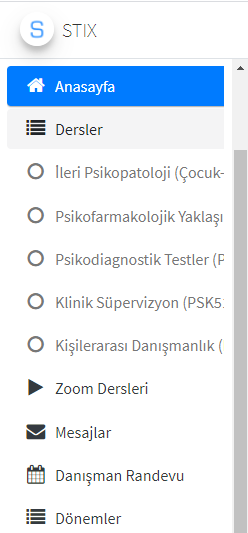 S STIX
Anasayfa
Dersler
İleri Psikopatoloji (Çocuk-
Psikofarmakolojik Yaklaşı
Psikodiagnostik Testler (P
Klinik Süpervizyon (PSK5
Kişilerarası Danışmanlık (
Zoom Dersleri
Mesajlar
Danışman Randevu
Dönemler